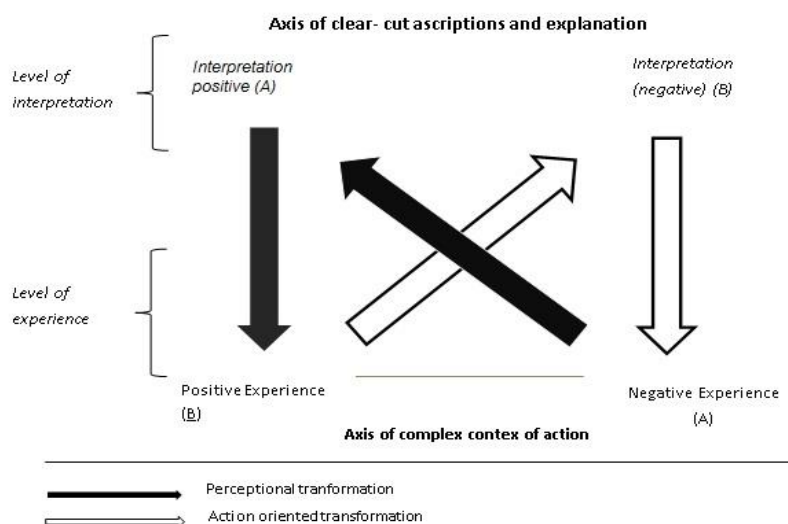 Axis of clear- cut ascriptions and explanation
Level of
interpretation
Interpretation
positive (A)
Interpretation
(negative) (B)
Level of
experience
Positive Experience
(B)
Negative Experience
(A)
Axis of complex contex of action
Perceptional tranformation
Action oriented transformation